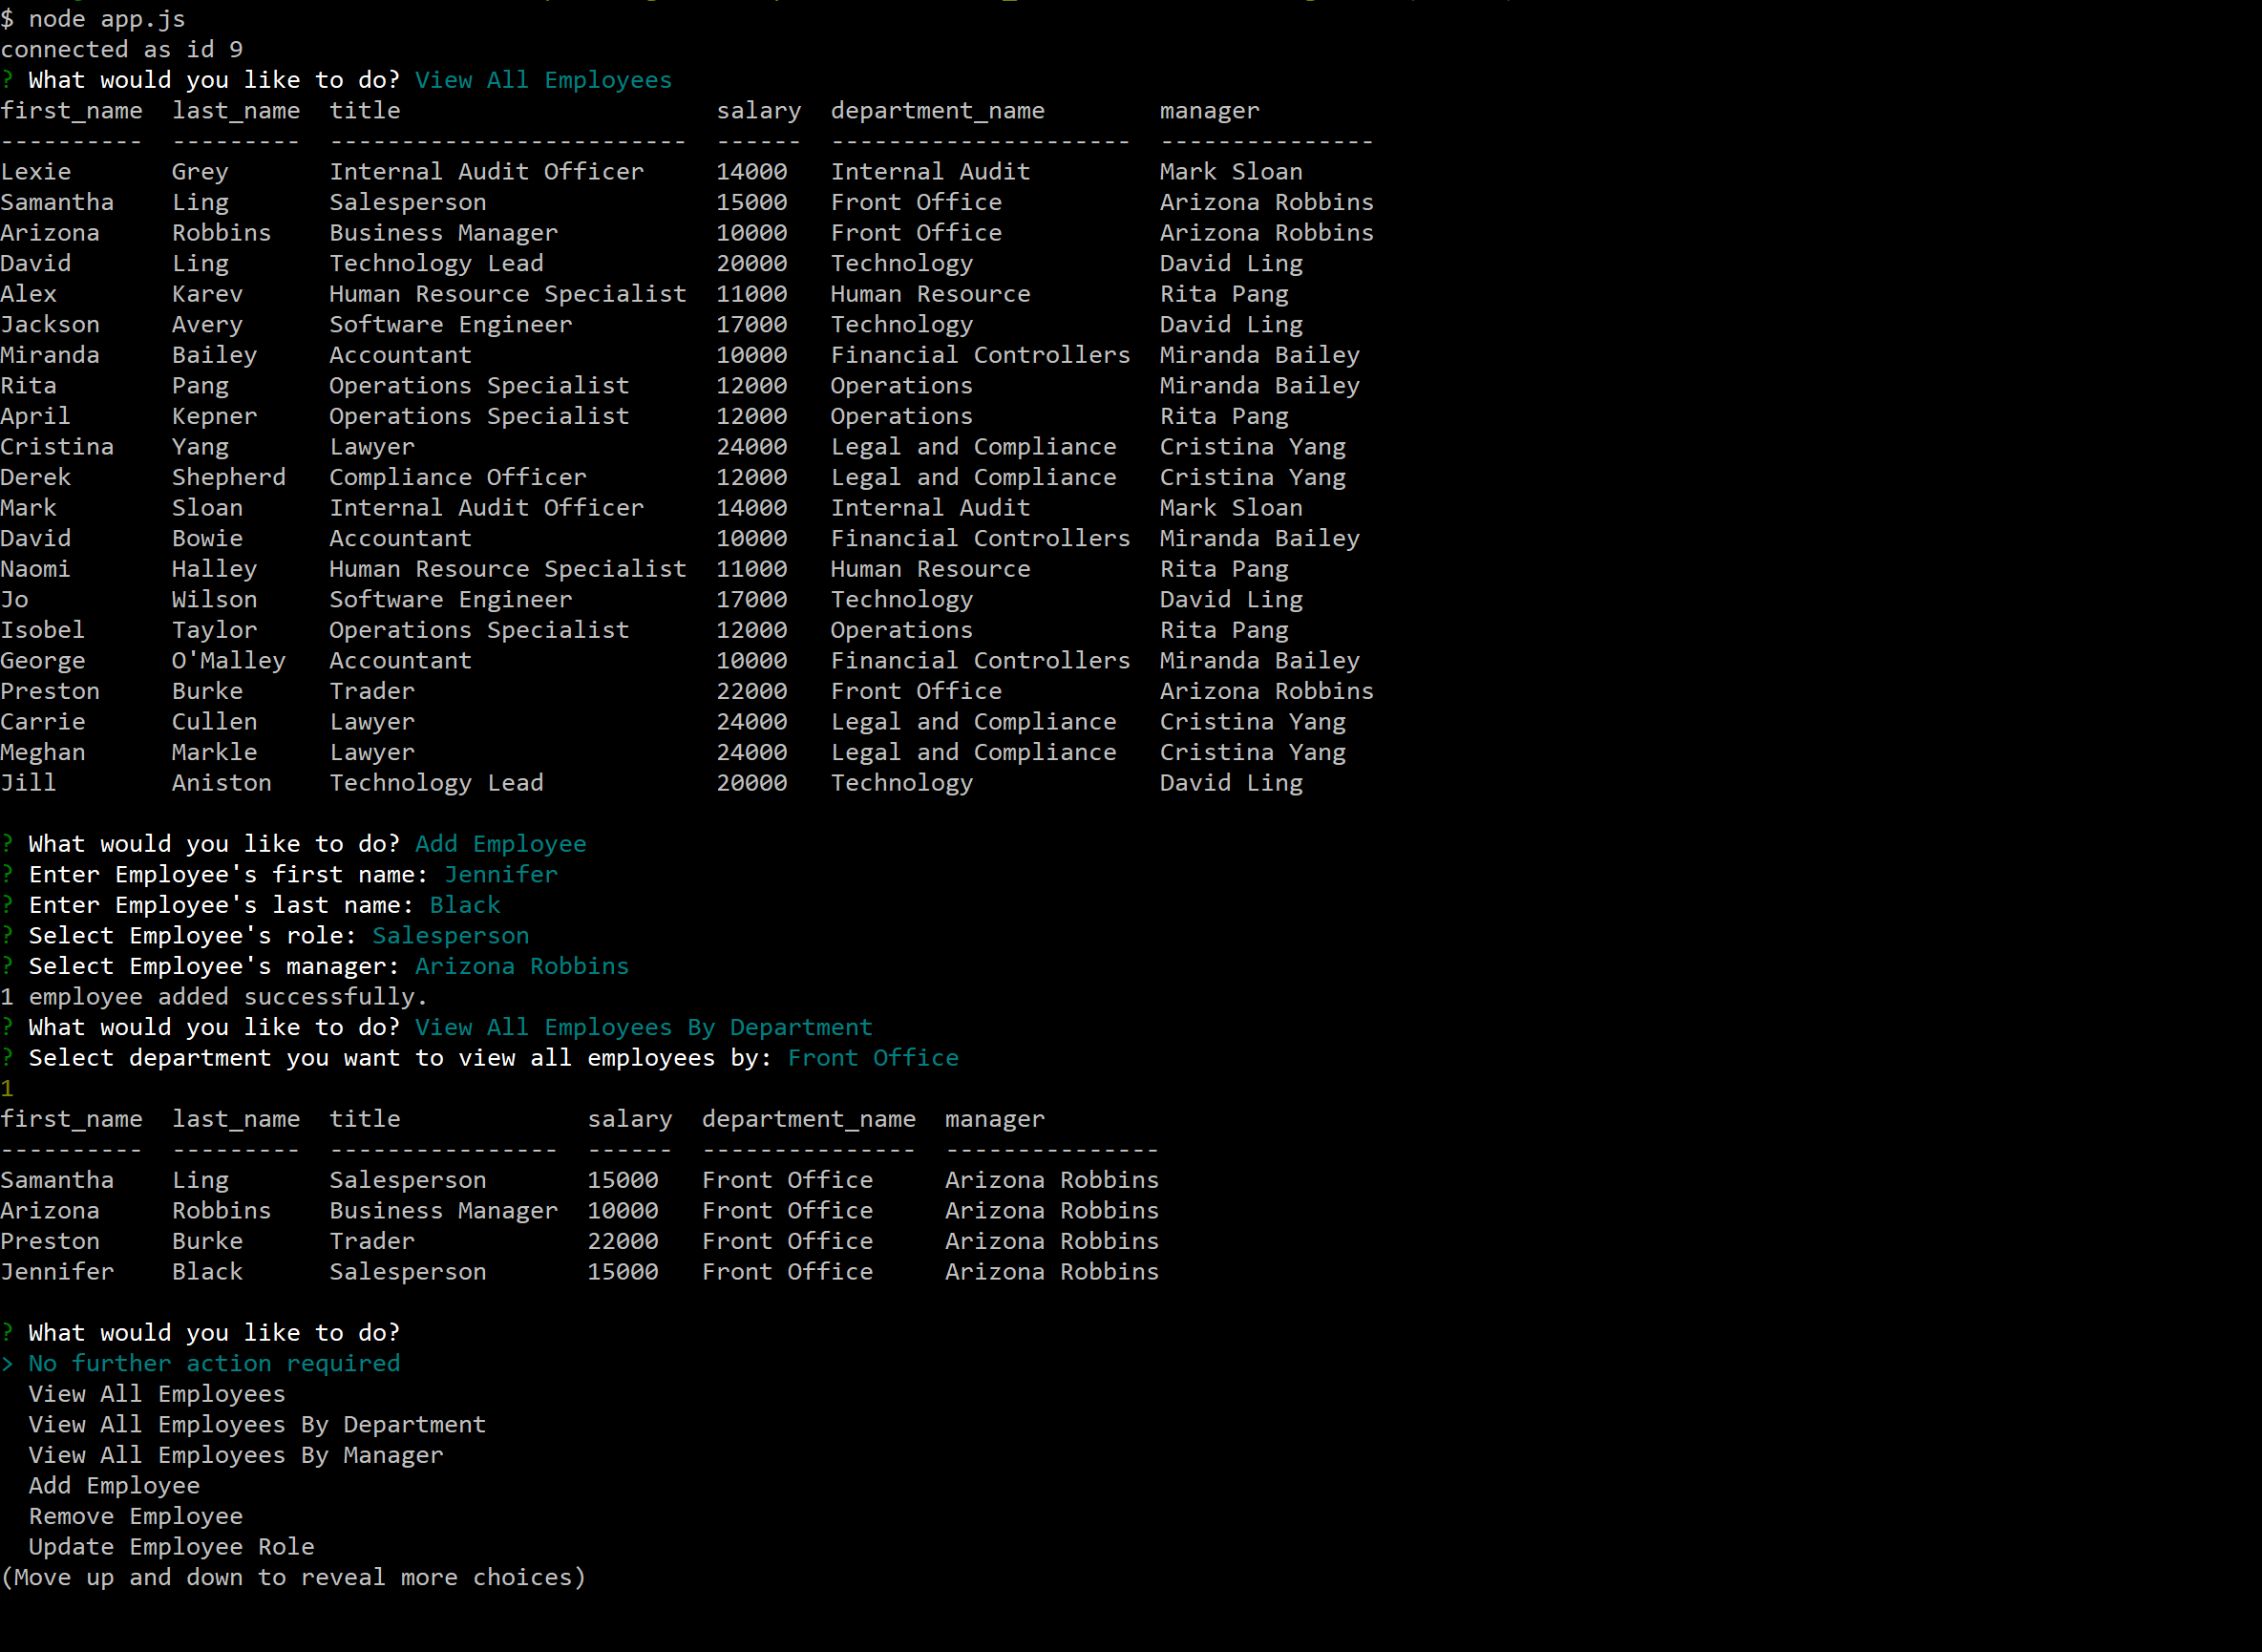 $ node app.js
connected as id 9
? What would you like to do? View All Employees
first_name  last_name  title                      salary  department_name        manager
----------  ---------  -------------------------  ------  ---------------------  ---------------
Lexie       Grey       Internal Audit Officer     14000   Internal Audit         Mark Sloan
Samantha    Ling       Salesperson                15000   Front Office           Arizona Robbins
Arizona     Robbins    Business Manager           10000   Front Office           Arizona Robbins
David       Ling       Technology Lead            20000   Technology             David Ling
Alex        Karev      Human Resource Specialist  11000   Human Resource         Rita Pang
Jackson     Avery      Software Engineer          17000   Technology             David Ling
Miranda     Bailey     Accountant                 10000   Financial Controllers  Miranda Bailey
Rita        Pang       Operations Specialist      12000   Operations             Miranda Bailey
April       Kepner     Operations Specialist      12000   Operations             Rita Pang
Cristina    Yang       Lawyer                     24000   Legal and Compliance   Cristina Yang
Derek       Shepherd   Compliance Officer         12000   Legal and Compliance   Cristina Yang
Mark        Sloan      Internal Audit Officer     14000   Internal Audit         Mark Sloan
David       Bowie      Accountant                 10000   Financial Controllers  Miranda Bailey
Naomi       Halley     Human Resource Specialist  11000   Human Resource         Rita Pang
Jo          Wilson     Software Engineer          17000   Technology             David Ling
Isobel      Taylor     Operations Specialist      12000   Operations             Rita Pang
George      O'Malley   Accountant                 10000   Financial Controllers  Miranda Bailey
Preston     Burke      Trader                     22000   Front Office           Arizona Robbins
Carrie      Cullen     Lawyer                     24000   Legal and Compliance   Cristina Yang
Meghan      Markle     Lawyer                     24000   Legal and Compliance   Cristina Yang
Jill        Aniston    Technology Lead            20000   Technology             David Ling
? What would you like to do? Add Employee
? Enter Employee's first name: Jennifer
? Enter Employee's last name: Black
? Select Employee's role: Salesperson
? Select Employee's manager: Arizona Robbins
1 employee added successfully.
? What would you like to do? View All Employees By Department
? Select department you want to view all employees by: Front Office
1
first_name  last_name  title             salary  department_name  manager
----------  ---------  ----------------  ------  ---------------  ---------------
Samantha    Ling       Salesperson       15000   Front Office     Arizona Robbins
Arizona     Robbins    Business Manager  10000   Front Office     Arizona Robbins
Preston     Burke      Trader            22000   Front Office     Arizona Robbins
Jennifer    Black      Salesperson       15000   Front Office     Arizona Robbins
? What would you like to do?
> No further action required
  View All Employees
  View All Employees By Department
  View All Employees By Manager
  Add Employee
  Remove Employee
  Update Employee Role
(Move up and down to reveal more choices)